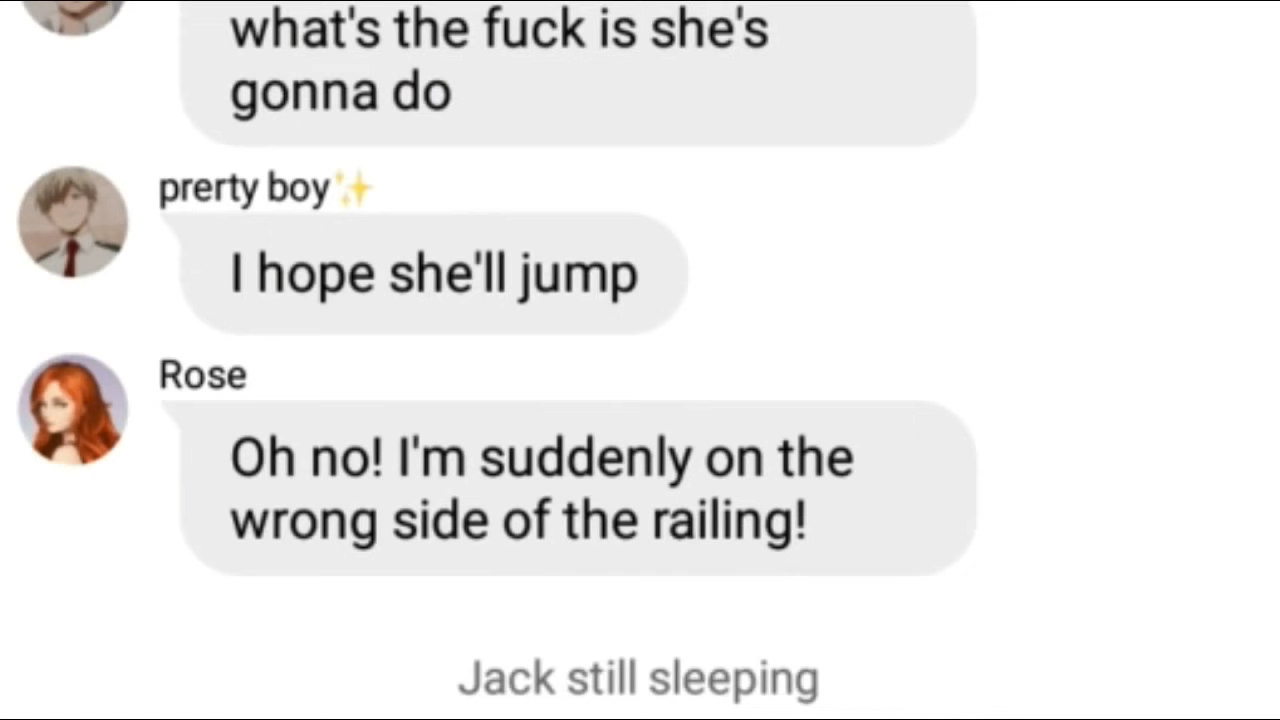 what's the fuck is she's
gonna do
prerty boy✨
I hope she'll jump
Rose
Oh no! I'm suddenly on the
wrong side of the railing!
Jack still sleeping